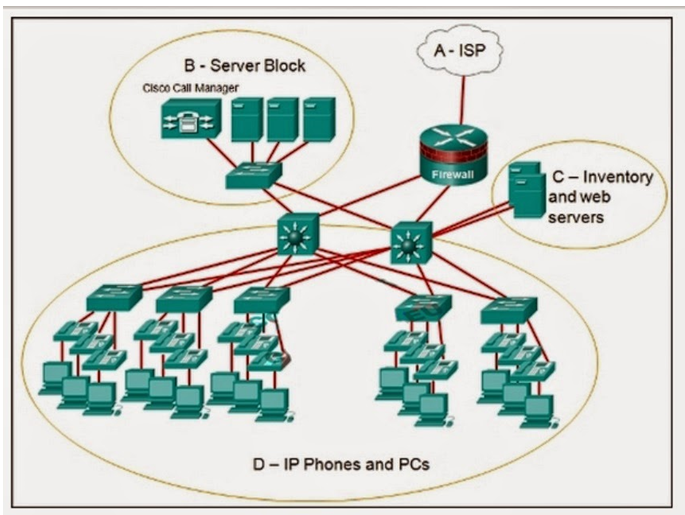 A - ISP
B - Server Block
Cisco Call Manager
Firewall
C – Inventory
and web
servers
D – IP Phones and PCs